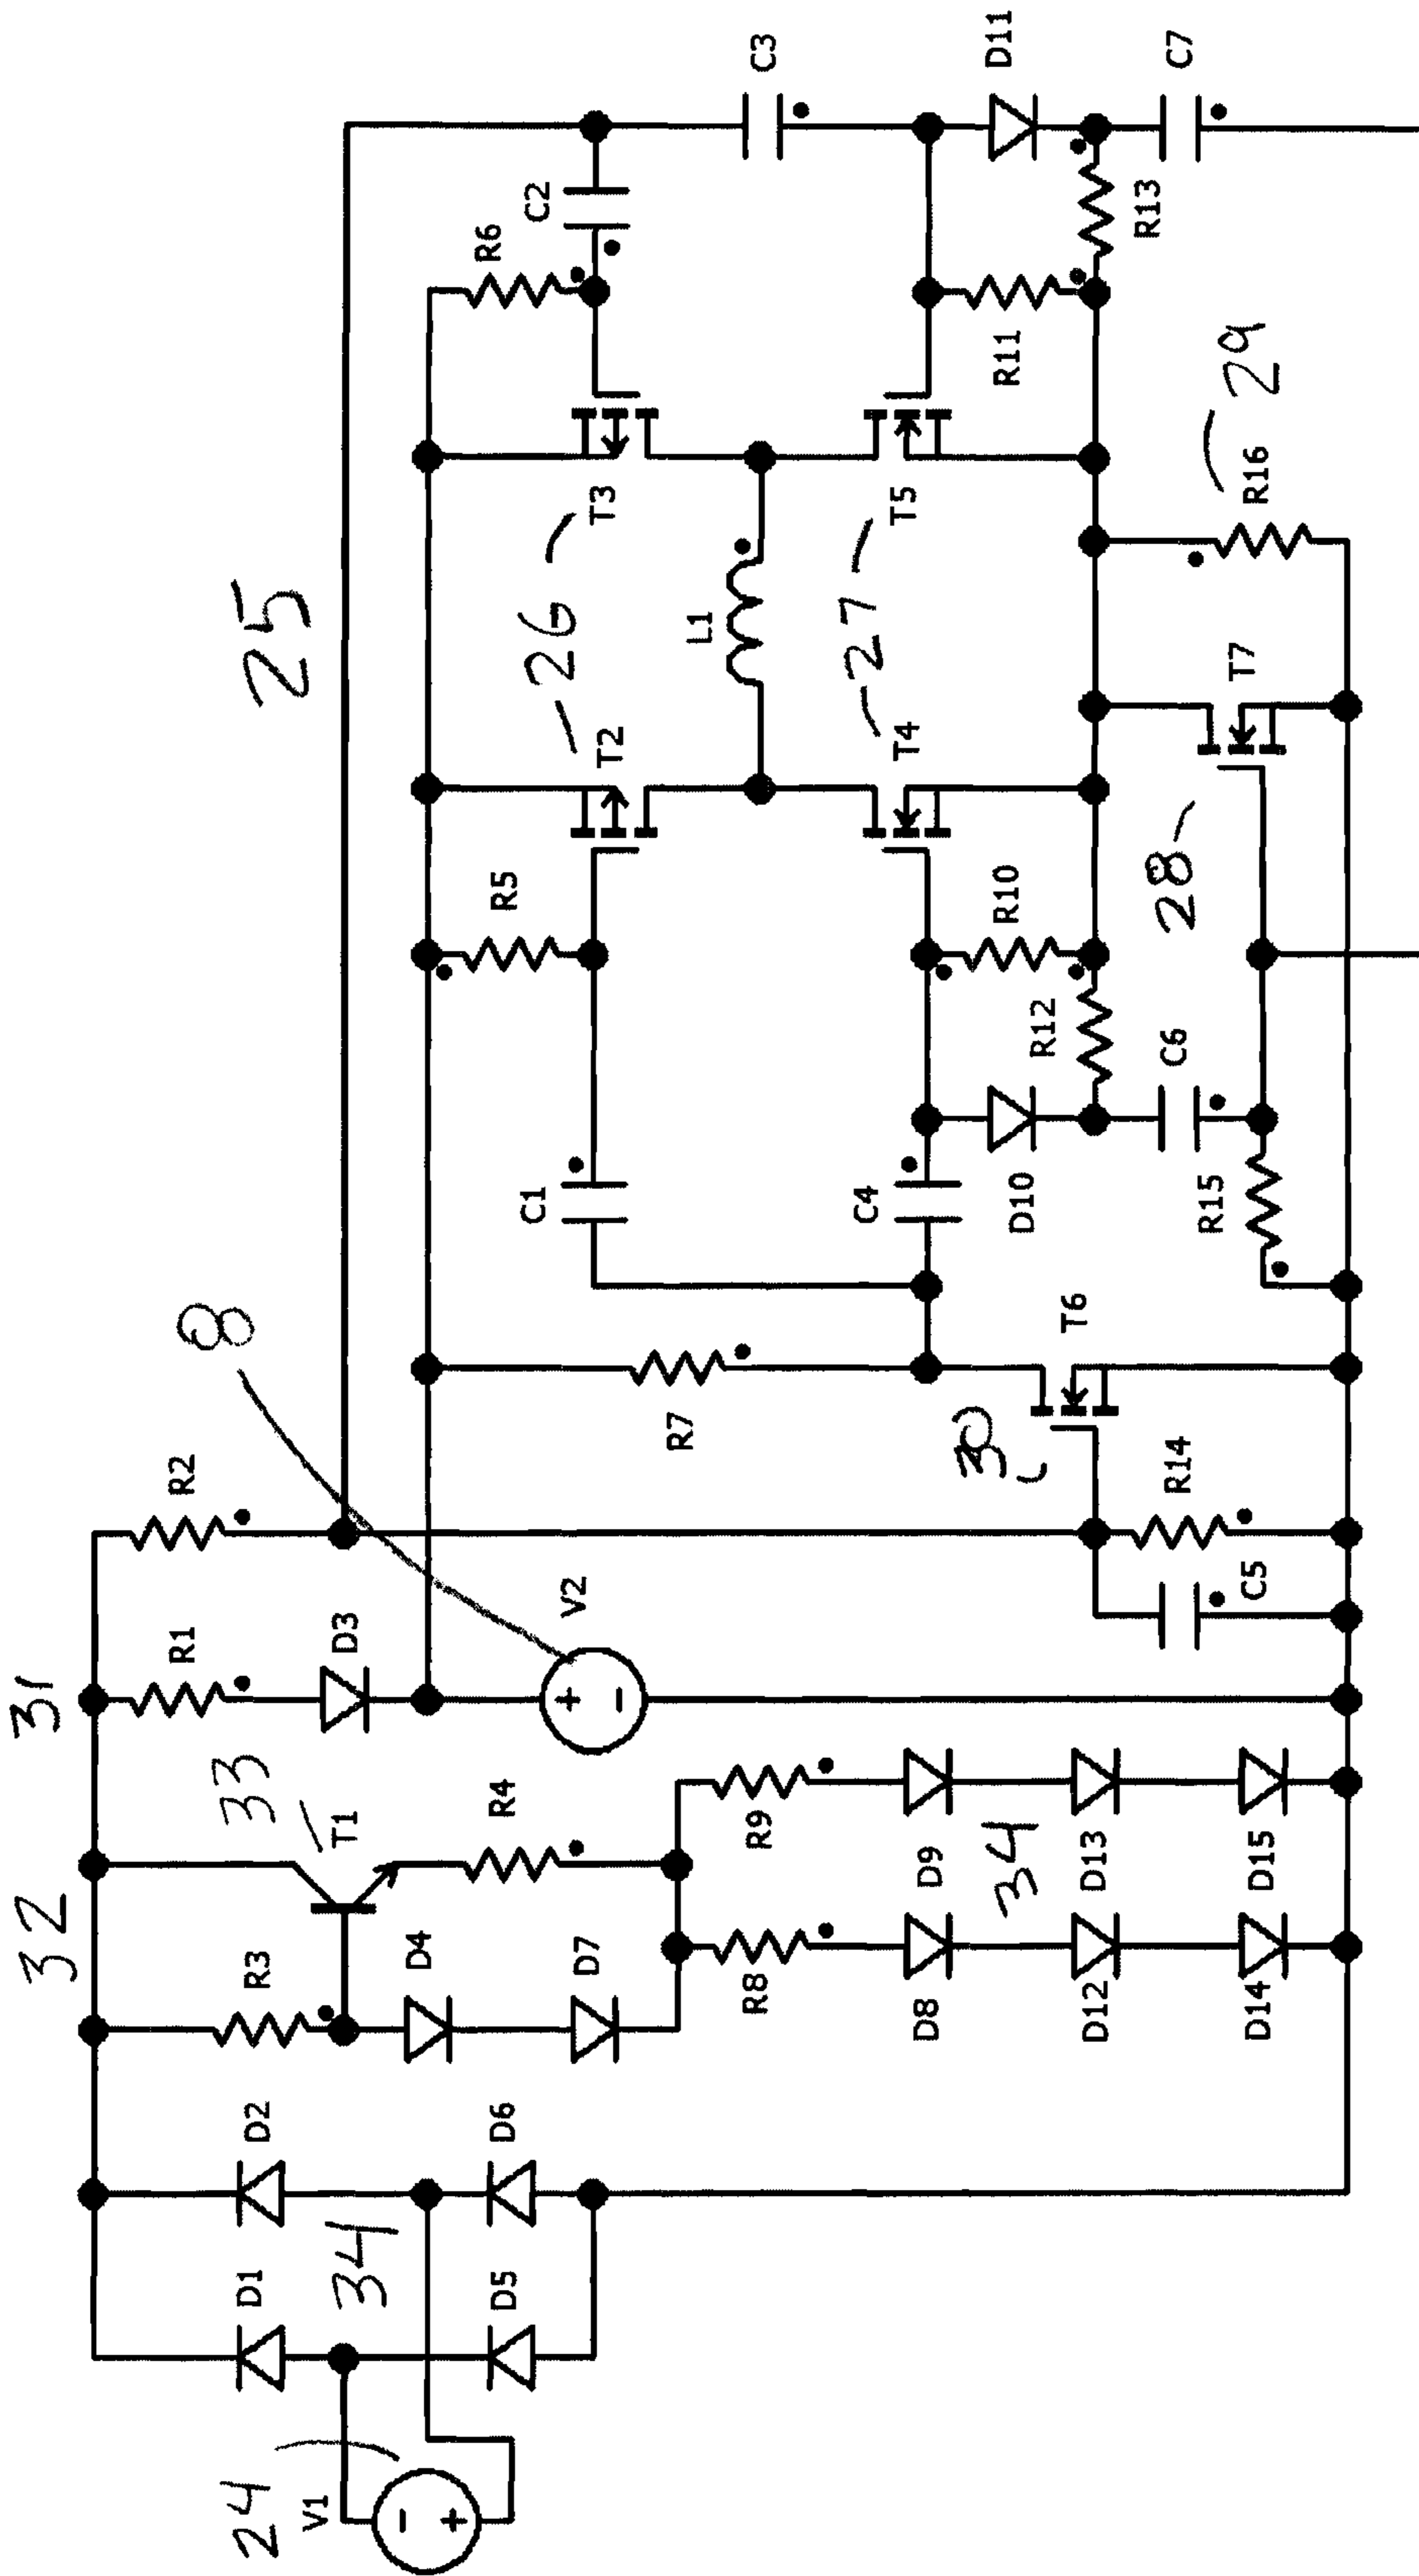 24
V1
-
+
D1
D2
34
D5
D6
32
31
33
R3
T1
R1
R2
D3
8
25
D4
D7
R4
V2
+
-
R8
R9
D8
D9
34
D12
D13
D14
D15
R7
C1
R5
T2
26
T3
R6
C2
C3
L1
C4
T4
27
T5
R10
R11
D10
D11
R12
R13
30
T6
C5
R14
R15
C6
28
T7
R16
29
C7